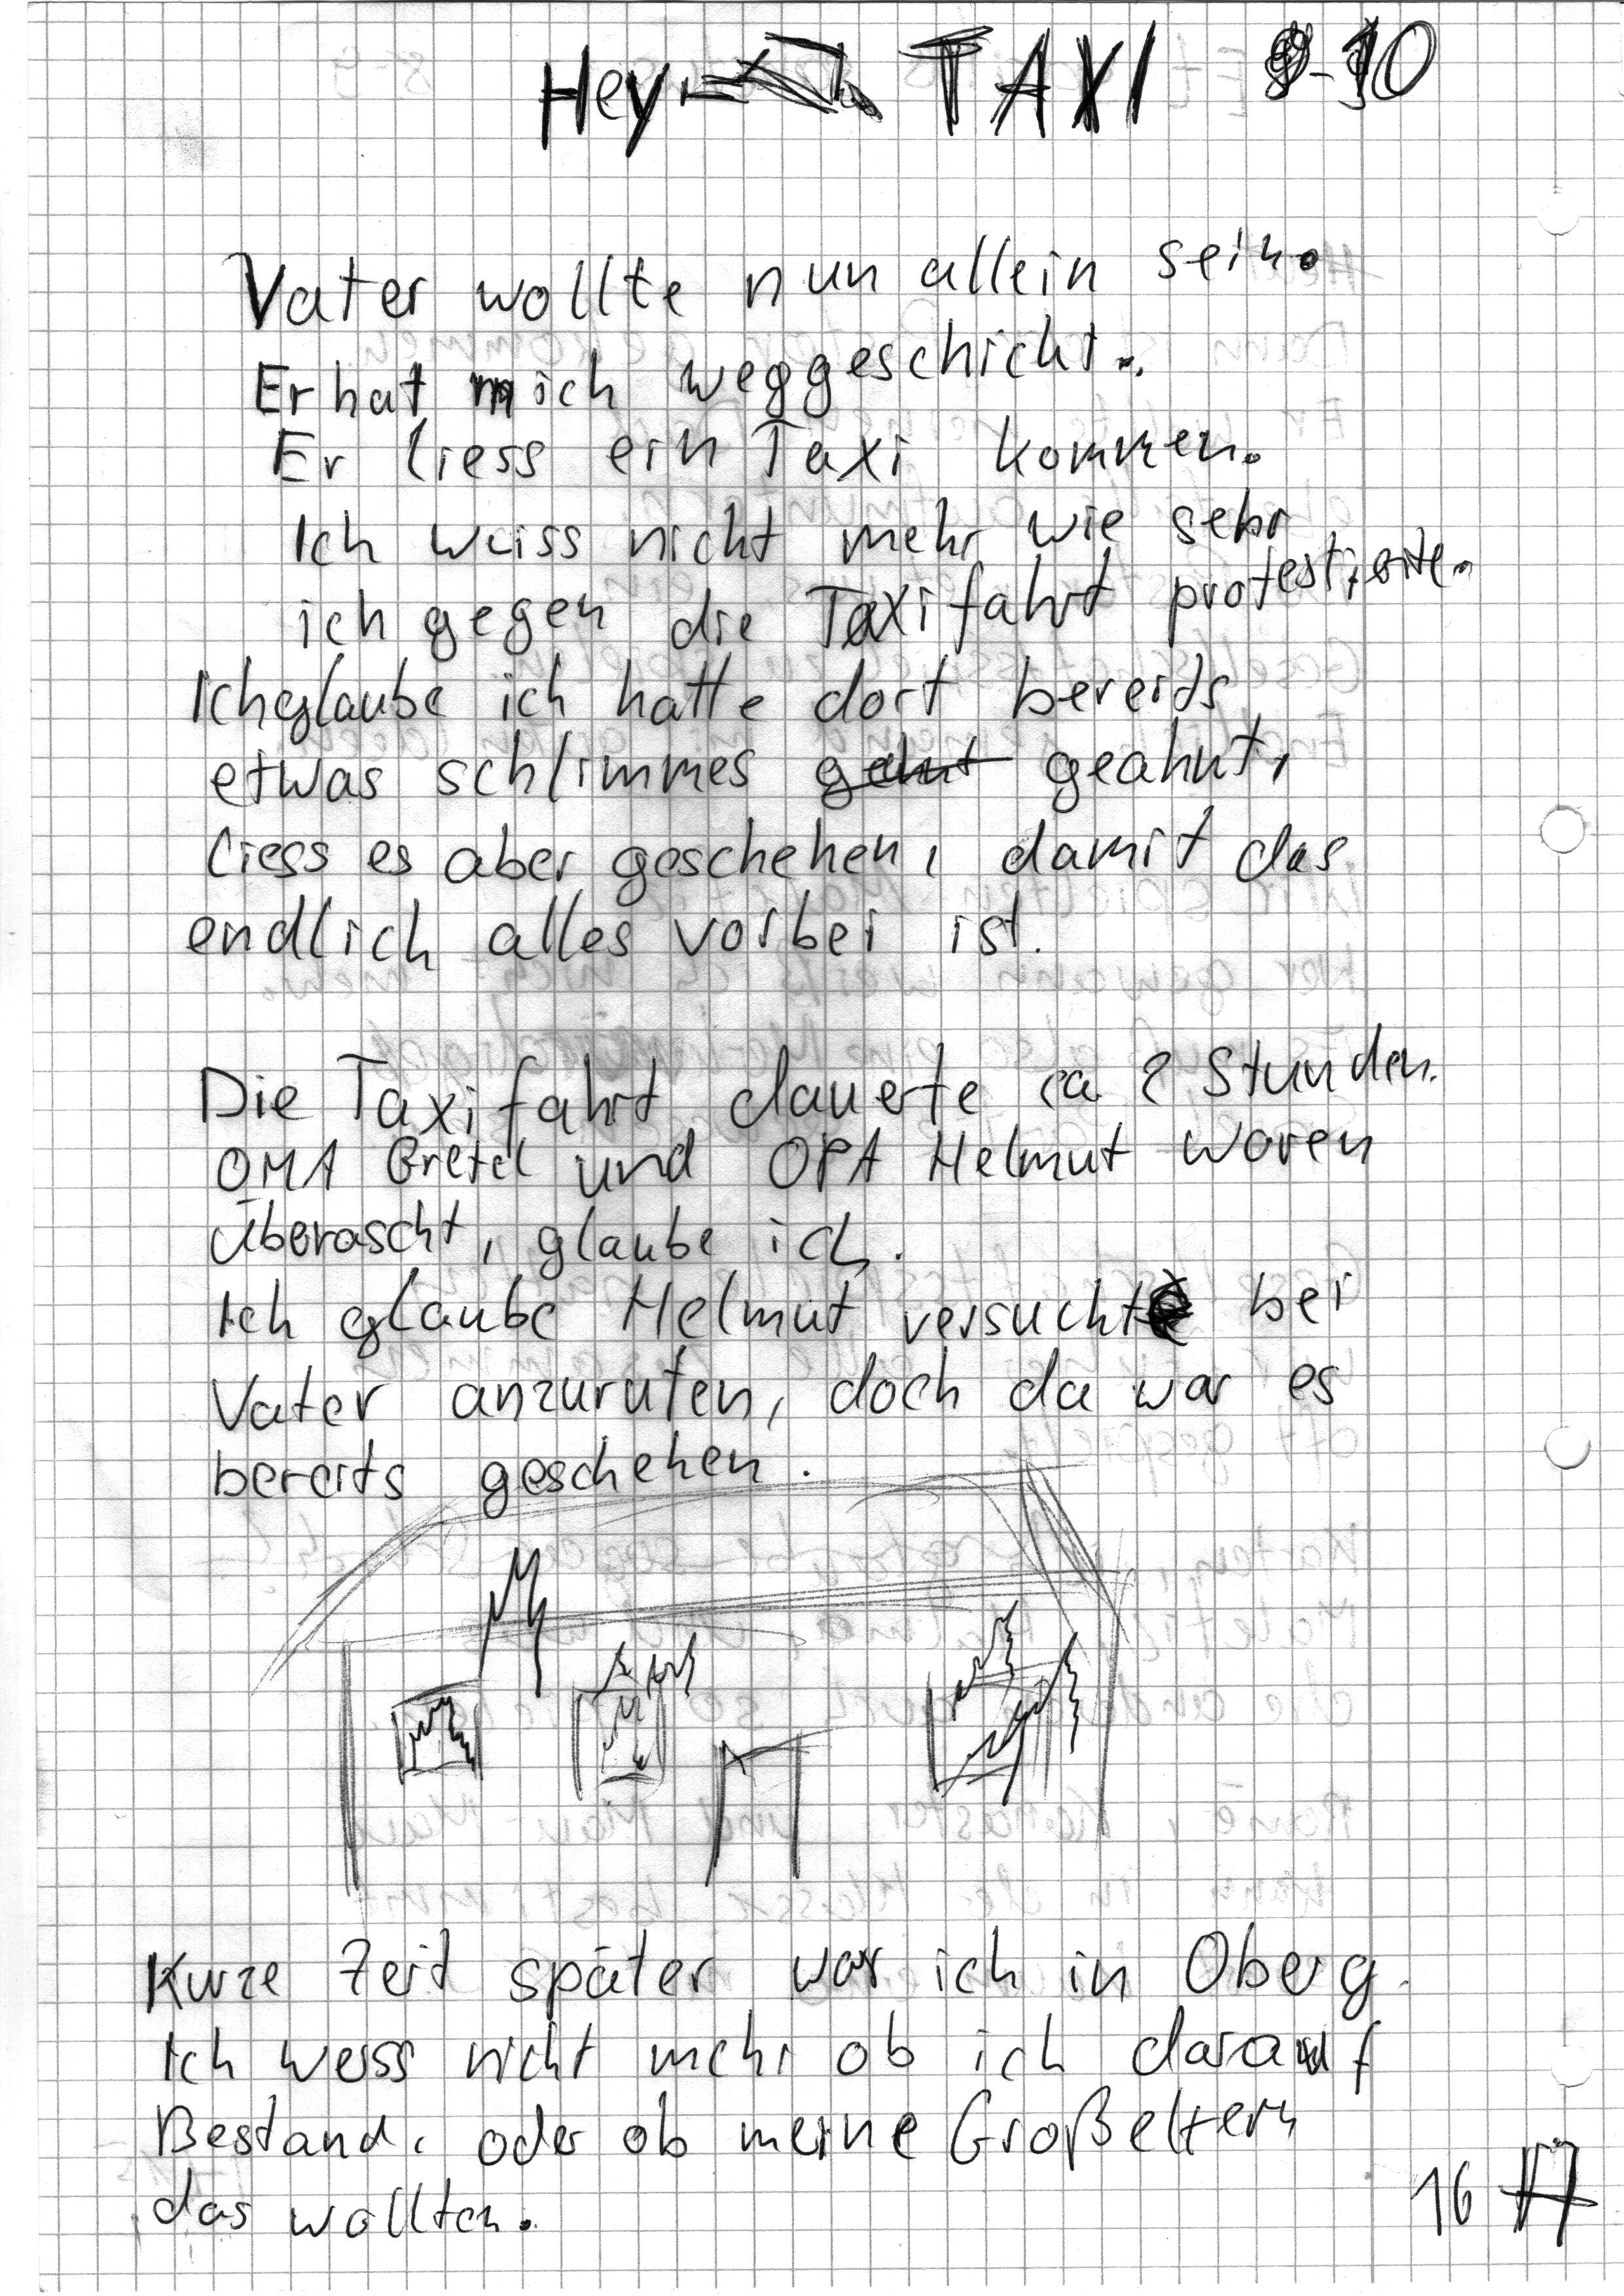 Hey TAXI 9-10
Vater wollte nun allein sein.
Er hat mich weggeschickt.
Er liess ein Taxi kommen.
Ich weiss nicht mehr wie sehr
ich gegen die Taxifahrt protestierte.
Ich glaube ich hatte dort bereits
etwas schlimmes geahnt,
liess es aber geschehen, damit das
endlich alles vorbei ist.
Die Taxifahrt dauerte ca 2 Stunden.
OMA Gretel und OPA Helmut waren
Überascht, glaube ich.
Ich glaube Helmut versuchte bei
Vater anzurufen, doch da war es
bereits geschehen.
Kurze Zeit später war ich in Oberg.
Ich weiss nicht mehr ob ich darauf
Bestand, oder ob meine Großeltern
das wollten.
16